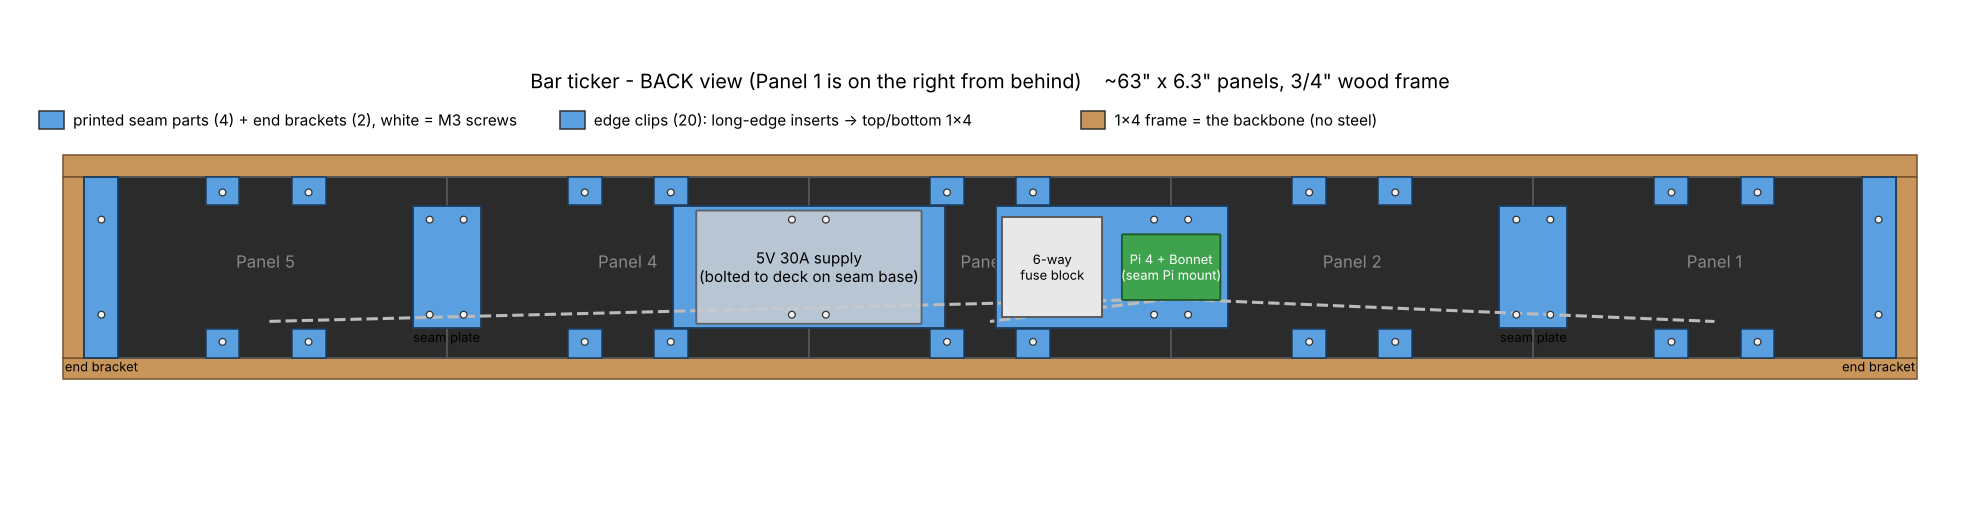 Bar ticker - BACK view (Panel 1 is on the right from behind)    ~63" x 6.3" panels, 3/4" wood frame
printed seam parts (4) + end brackets (2), white = M3 screws
edge clips (20): long-edge inserts → top/bottom 1×4
1×4 frame = the backbone (no steel)
Panel 5
Panel 4
5V 30A supply
(bolted to deck on seam base)
Pane
6-way
fuse block
Pi 4 + Bonnet
(seam Pi mount)
Panel 2
Panel 1
seam plate
seam plate
end bracket
end bracket